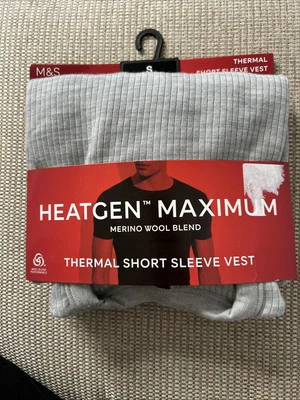 S
M&S
THERMAL
SHORT SLEEVE VEST
HEATGEN™ MAXIMUM
MERINO WOOL BLEND
THERMAL SHORT SLEEVE VEST